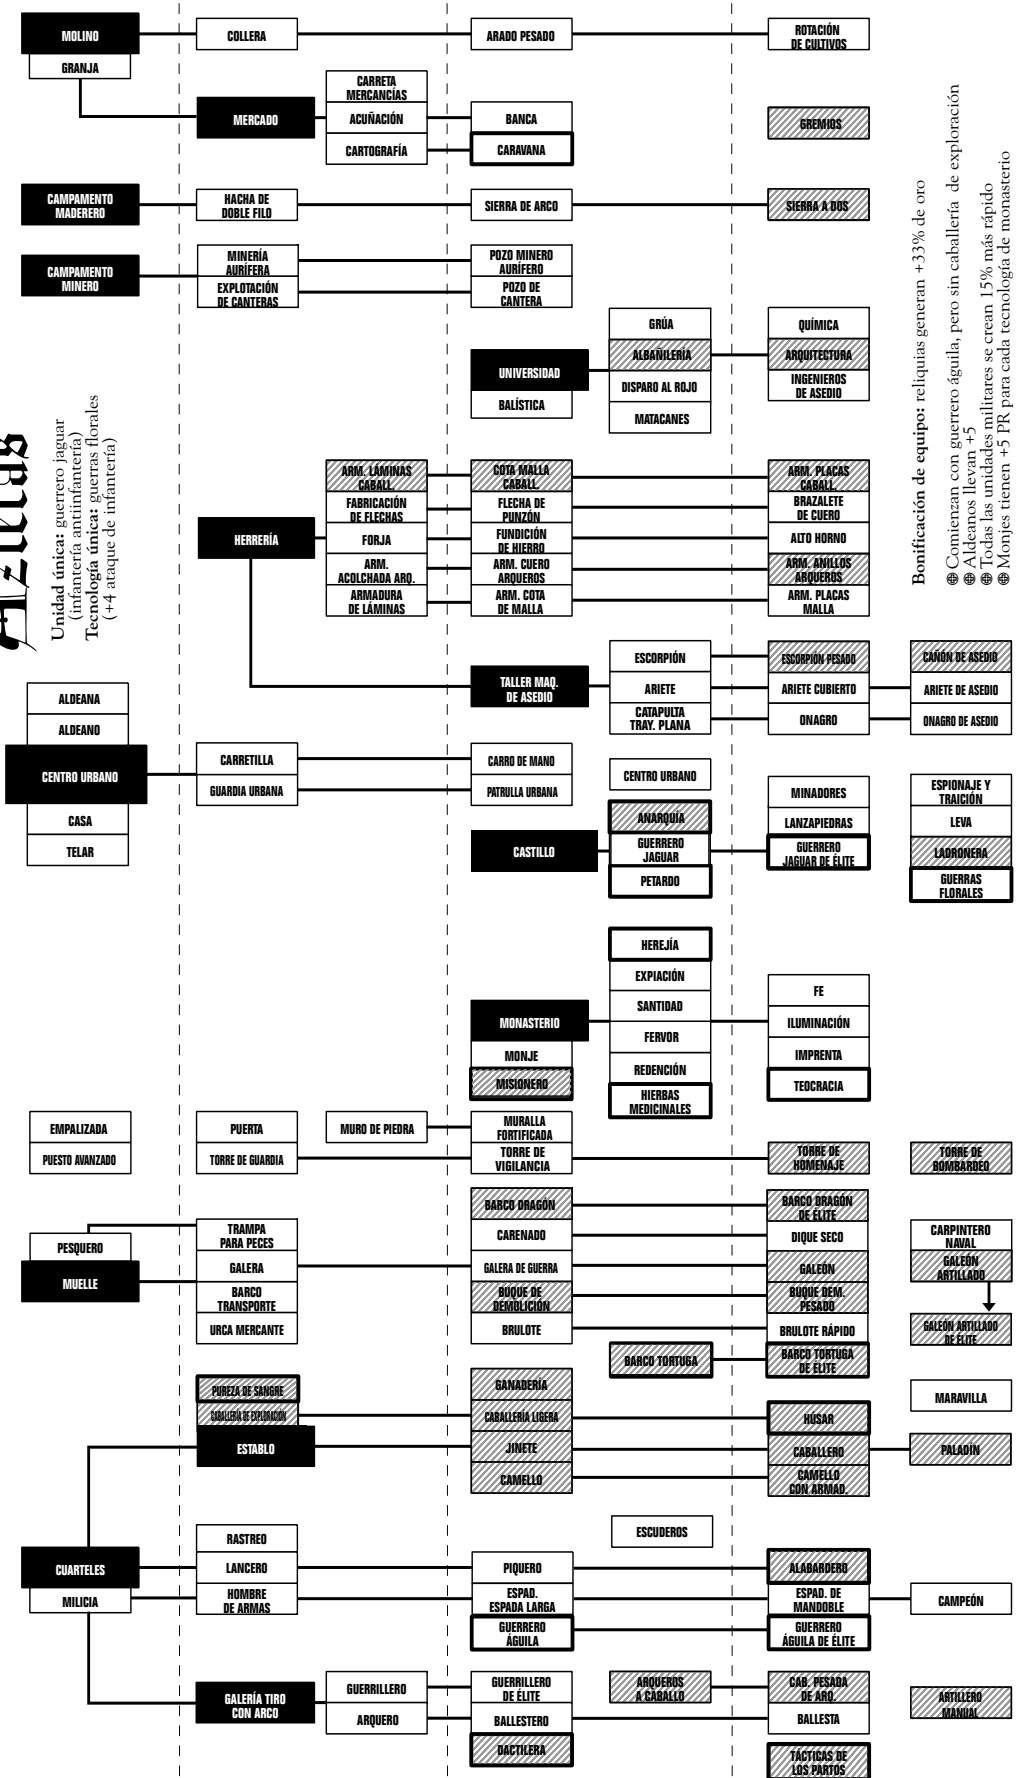 MOLINO
GRANJA
COLLERA
ARADO PESADO
ROTACIÓN
DE CULTIVOS
MERCADO
CARRETA
MERCANCÍAS
ACUÑACIÓN
CARTOGRAFÍA
BANCA
CARAVANA
GREMIOS
CAMPAMENTO
MADERERO
HACHA DE
DOBLE FILO
SIERRA DE ARCO
SIERRA A DOS
CAMPAMENTO
MINERO
MINERÍA
AURÍFERA
EXPLOTACIÓN
DE CANTERAS
POZO MINERO
AURÍFERO
POZO DE
CANTERA
UNIVERSIDAD
BALÍSTICA
GRÚA
ALBAÑILERÍA
DISPARO AL ROJO
MATACANES
QUÍMICA
ARQUITECTURA
INGENIEROS
DE ASEDIO
Aztecas
Unidad única: guerrero jaguar
(infantería antiinfantería)
Tecnología única: guerras florales
(+4 ataque de infantería)
Bonificación de equipo: reliquias generan +33% de oro
Comienzan con guerrero águila, pero sin caballería de exploración
Aldeanos llevan +5
Todas las unidades militares se crean 15% más rápido
Monjes tienen +5 PR para cada tecnología de monasterio
HERRERÍA
ARM. LÁMINAS
CABALL.
FABRICACIÓN
DE FLECHAS
FORJA
ARM.
ACOLCHADA ARQ.
ARMADURA
DE LÁMINAS
COTA MALLA
CABALL.
FLECHA DE
PUNZÓN
FUNDICIÓN
DE HIERRO
ARM. CUERO
ARQUEROS
ARM. COTA
DE MALLA
ARM. PLACAS
CABALL.
BRAZALETE
DE CUERO
ALTO HORNO
ARM. ANILLOS
ARQUEROS
ARM. PLACAS
MALLA
TALLER MAQ.
DE ASEDIO
ESCORPIÓN
ARIETE
CATAPULTA
TRAY. PLANA
ESCORPIÓN PESADO
ARIETE CUBIERTO
ONAGRO
CAÑÓN DE ASEDIO
ARIETE DE ASEDIO
ONAGRO DE ASEDIO
ALDEANA
ALDEANO
CENTRO URBANO
CASA
TELAR
CARRETILLA
GUARDIA URBANA
CARRO DE MANO
PATRULLA URBANA
CENTRO URBANO
CASTILLO
ANARQUÍA
GUERRERO
JAGUAR
PETARDO
MINADORES
LANZAPIEDRAS
GUERRERO
JAGUAR DE ÉLITE
ESPIONAJE Y
TRAICIÓN
LEVA
LADRONERA
GUERRAS
FLORALES
MONASTERIO
MONJE
MISIONERO
HEREJÍA
EXPIACIÓN
SANTIDAD
FERVOR
REDENCIÓN
HIERBAS
MEDICINALES
FE
ILUMINACIÓN
IMPRENTA
TEOCRACIA
EMPALIZADA
PUESTO AVANZADO
PUERTA
TORRE DE GUARDIA
MURO DE PIEDRA
MURALLA
FORTIFICADA
TORRE DE
VIGILANCIA
TORRE DE
HOMENAJE
TORRE DE
BOMBARDEO
PESQUERO
MUELLE
TRAMPA
PARA PECES
GALERA
BARCO
TRANSPORTE
URCA MERCANTE
BARCO DRAGÓN
CARENADO
GALERA DE GUERRA
BUQUE DE
DEMOLICIÓN
BRULOTE
BARCO TORTUGA
BARCO DRAGÓN
DE ÉLITE
DIQUE SECO
GALEÓN
BUQUE DEM.
PESADO
BRULOTE RÁPIDO
BARCO TORTUGA
DE ÉLITE
CARPINTERO
NAVAL
GALEÓN
ARTILLADO
GALEÓN ARTILLADO
DE ÉLITE
PUREZA DE SANGRE
CABALLERÍA DE EXPLORACIÓN
ESTABLO
GANADERÍA
CABALLERÍA LIGERA
JINETE
CAMELLO
HÚSAR
CABALLERO
CAMELLO
CON ARMAD.
MARAVILLA
PALADÍN
CUARTELES
MILICIA
RASTREO
LANCERO
HOMBRE
DE ARMAS
ESCUDEROS
PIQUERO
ESPAD.
ESPADA LARGA
GUERRERO
ÁGUILA
ALABARDERO
ESPAD. DE
MANDOBLE
GUERRERO
ÁGUILA DE ÉLITE
CAMPEÓN
GALERÍA TIRO
CON ARCO
GUERRILLERO
ARQUERO
GUERRILLERO
DE ÉLITE
BALLESTERO
DACTILERA
ARQUEROS
A CABALLO
CAB. PESADA
DE ARQ.
BALLESTA
TÁCTICAS DE
LOS PARTOS
ARTILLERO
MANUAL